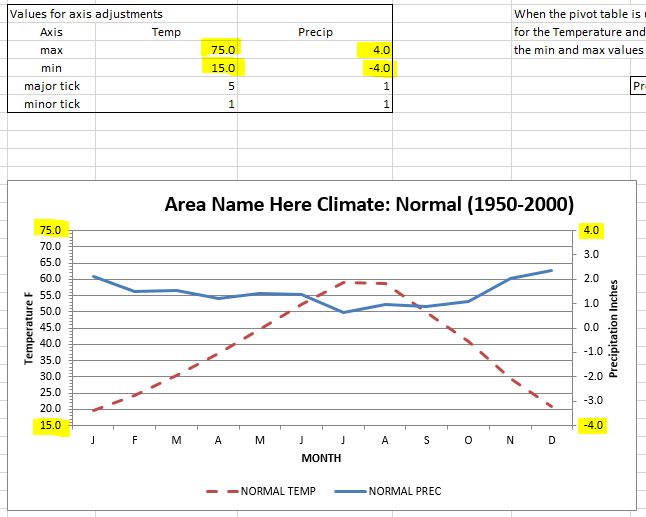 Values for axis adjustments
Axis Temp Precip
max 75.0 4.0
min 15.0 -4.0
major tick 5 1
minor tick 1 1
When the pivot table is
for the Temperature and
the min and max values
Area Name Here Climate: Normal (1950-2000)
75.0
70.0
65.0
60.0
55.0
50.0
45.0
40.0
35.0
30.0
25.0
20.0
15.0
Temperature F
4.0
3.0
2.0
1.0
0.0
-1.0
-2.0
-3.0
-4.0
Precipitation Inches
J F M A M J J A S O N D
MONTH
NORMAL TEMP NORMAL PREC